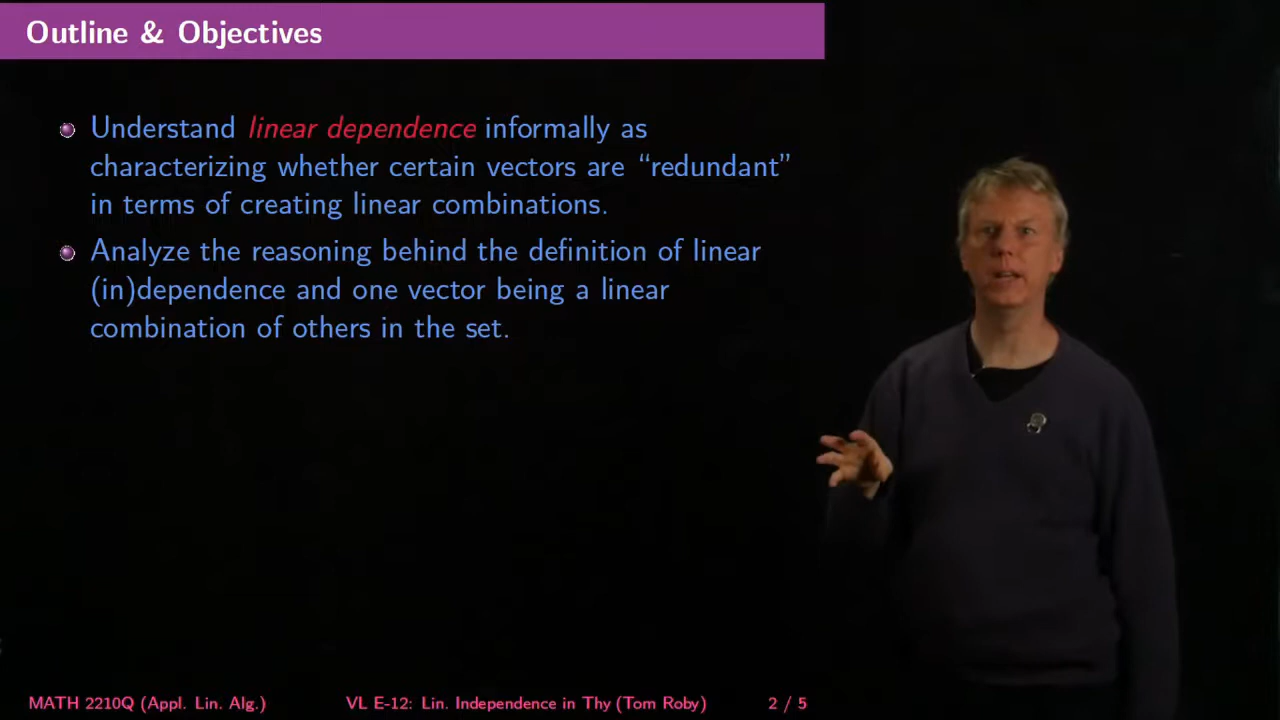 Outline & Objectives
Understand linear dependence informally as
characterizing whether certain vectors are “redundant”
in terms of creating linear combinations.
Analyze the reasoning behind the definition of linear
(in)dependence and one vector being a linear
combination of others in the set.
MATH 2210Q (Appl. Lin. Alg.) VL E-12: Lin. Independence in Thy (Tom Roby) 2 / 5